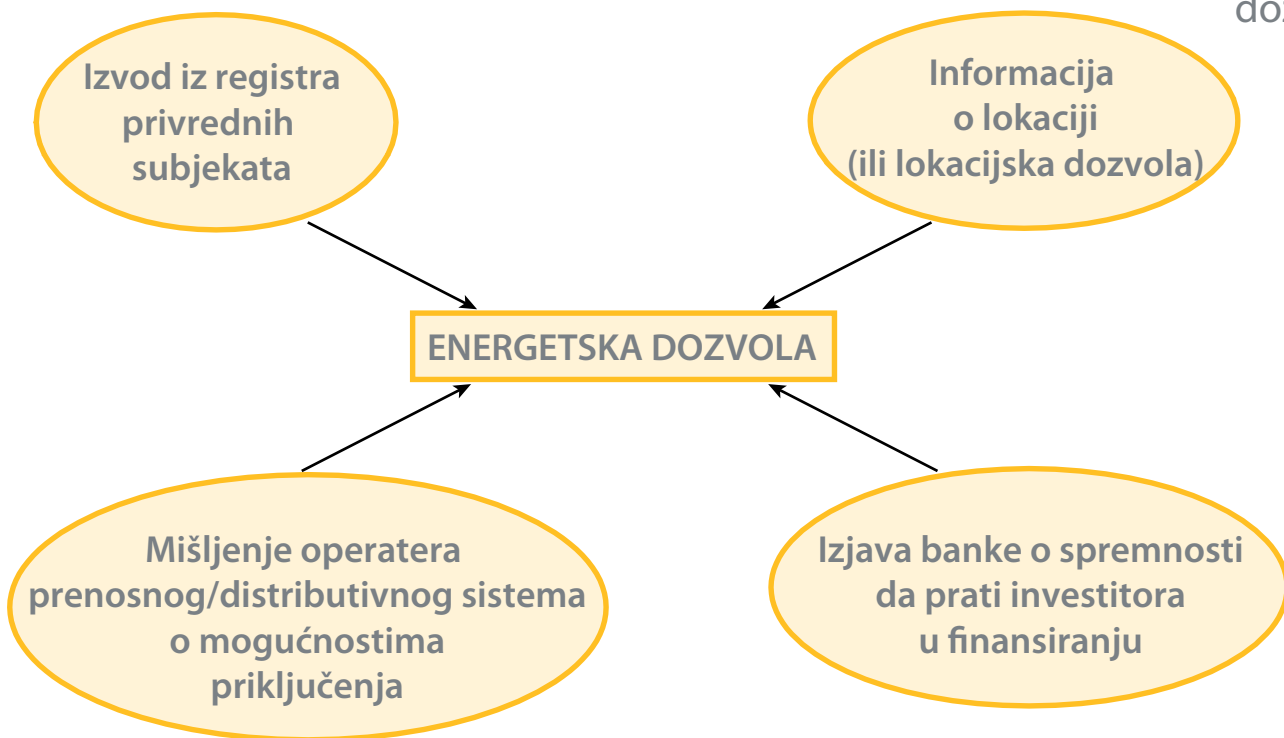 Izvod iz registra
privrednih
subjekata
Informacija
o lokaciji
(ili lokacijska dozvola)
ENERGETSKA DOZVOLA
Mišljenje operatera
prenosnog/distributivnog sistema
o mogućnostima
priključenja
Izjava banke o spremnosti
da prati investitora
u finansiranju